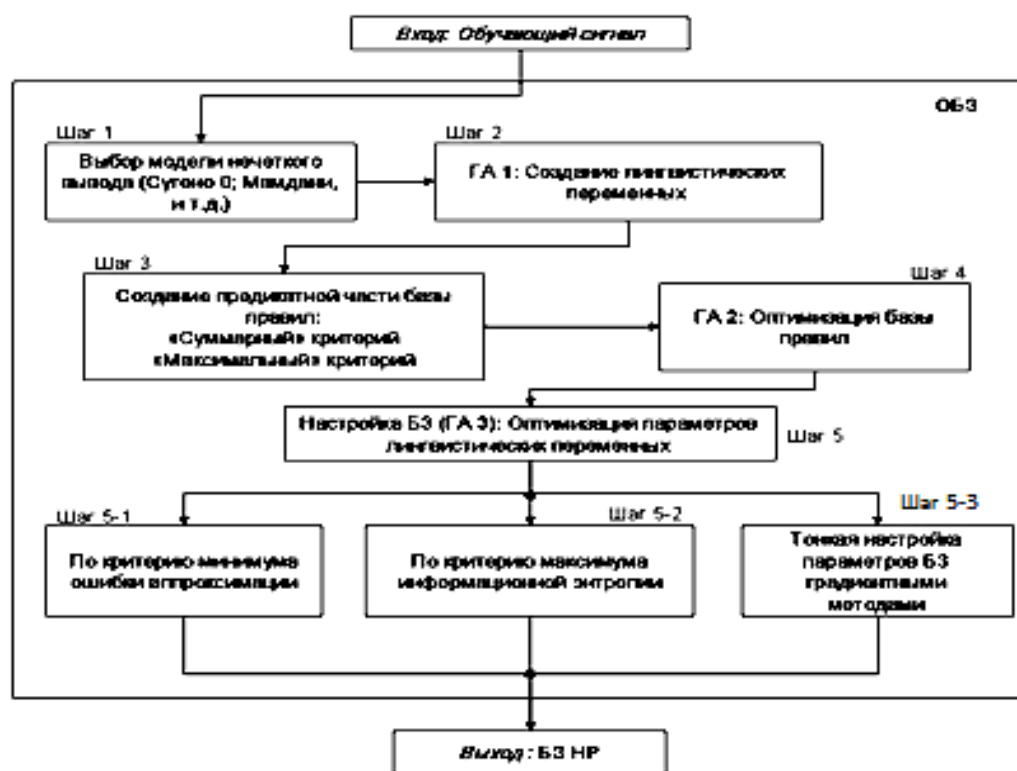 Вход: Обучающий сигнал
ОБЗ
Шаг 1
Выбор модели нечеткого
вывода (Сугено 0; Мамдани,
и т.д.)
Шаг 2
ГА 1: Создание лингвистических
переменных
Шаг 3
Создание предикатной части базы
правил:
«Суммарный» критерий
«Максимальный» критерий
Шаг 4
ГА 2: Оптимизация базы
правил
Настройка БЗ (ГА 3): Оптимизация параметров
лингвистических переменных
Шаг 5
Шаг 5-1
По критерию минимума
ошибки аппроксимации
Шаг 5-2
По критерию максимума
информационной энтропии
Шаг 5-3
Тонкая настройка
параметров БЗ
градиентными
методами
Выход: БЗ НР